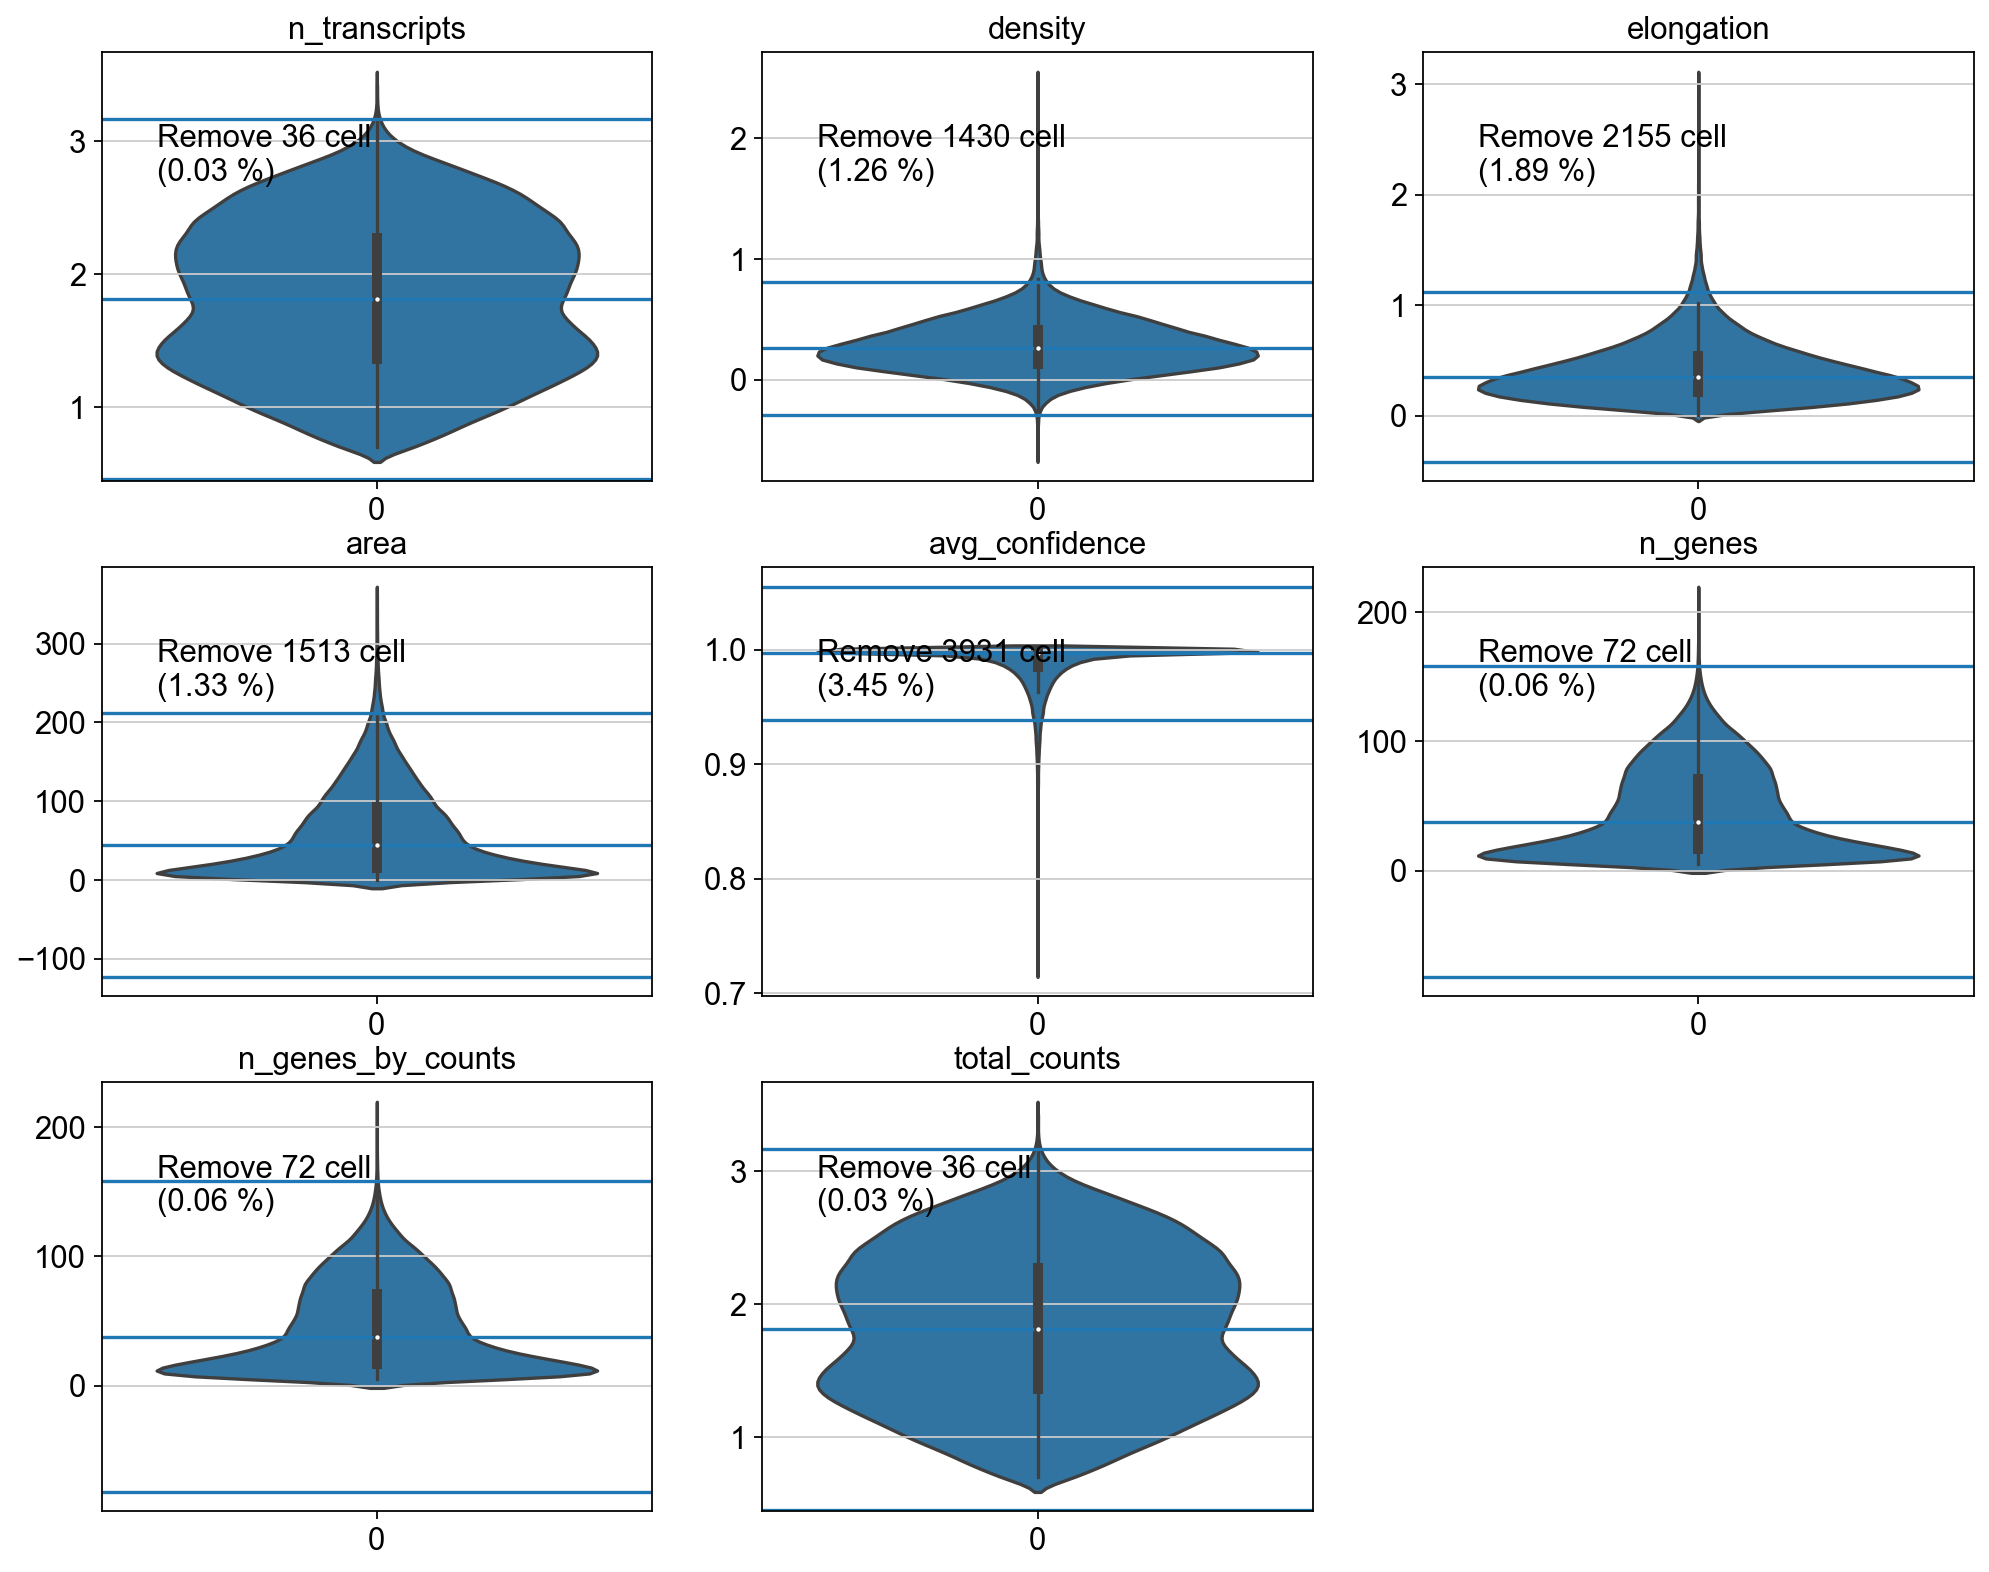 n_transcripts
3
2
1
Remove 36 cell
(0.03 %)
0
density
2
1
0
Remove 1430 cell
(1.26 %)
0
elongation
3
2
1
0
Remove 2155 cell
(1.89 %)
0
area
300
200
100
0
−100
Remove 1513 cell
(1.33 %)
0
avg_confidence
1.0
0.9
0.8
0.7
Remove 3931 cell
(3.45 %)
0
n_genes
200
100
0
Remove 72 cell
(0.06 %)
0
n_genes_by_counts
200
100
0
Remove 72 cell
(0.06 %)
0
total_counts
3
2
1
Remove 36 cell
(0.03 %)
0